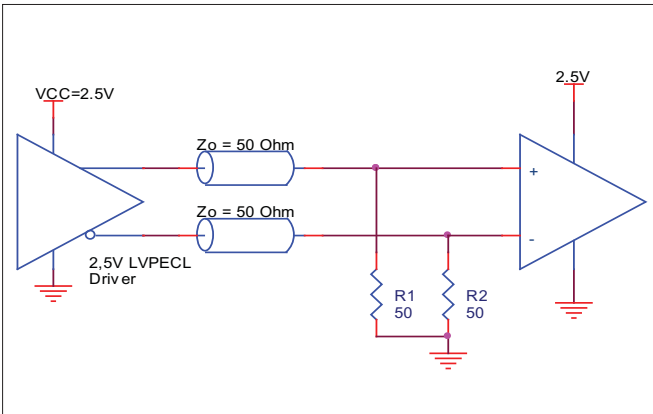 VCC=2.5V
2.5V
Zo = 50 Ohm
+
Zo = 50 Ohm
-
2,5V LVPECL
Driver
R1
50
R2
50